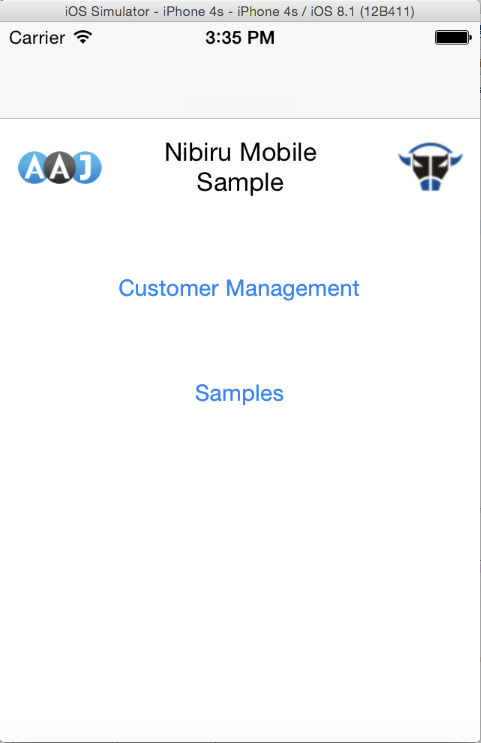 iOS Simulator - iPhone 4s - iPhone 4s / iOS 8.1 (12B411)
Carrier 3:35 PM
AAJ
Nibiru Mobile
Sample
Customer Management
Samples